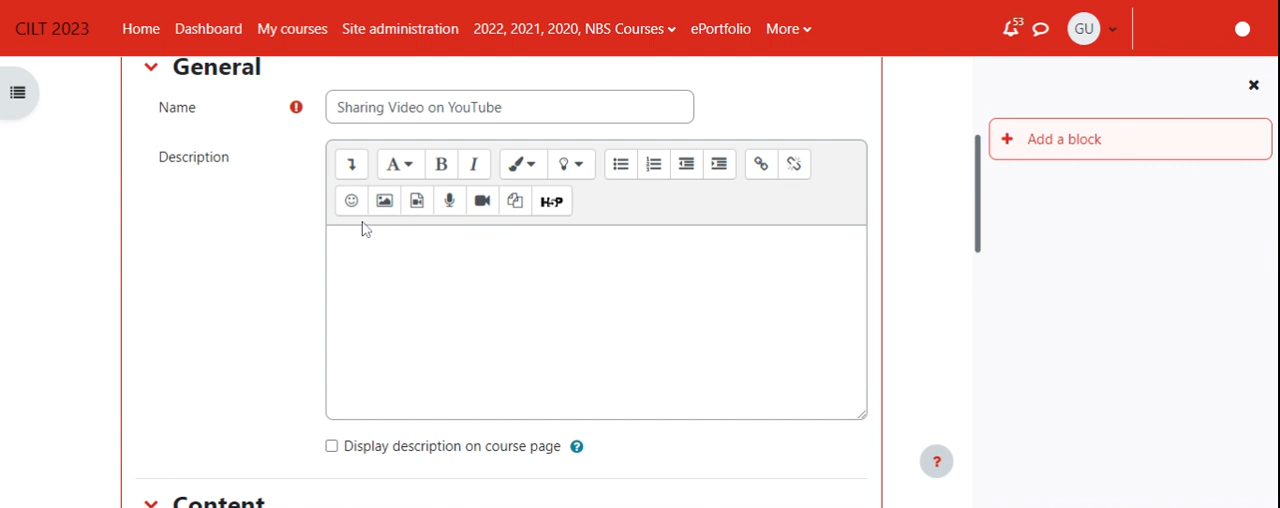 CILT 2023 Home Dashboard My courses Site administration 2022, 2021, 2020, NBS Courses ePortfolio More 53 GU
General
Name Sharing Video on YouTube
Add a block
Description
A B I
H5P
Display description on course page ?
?
Content